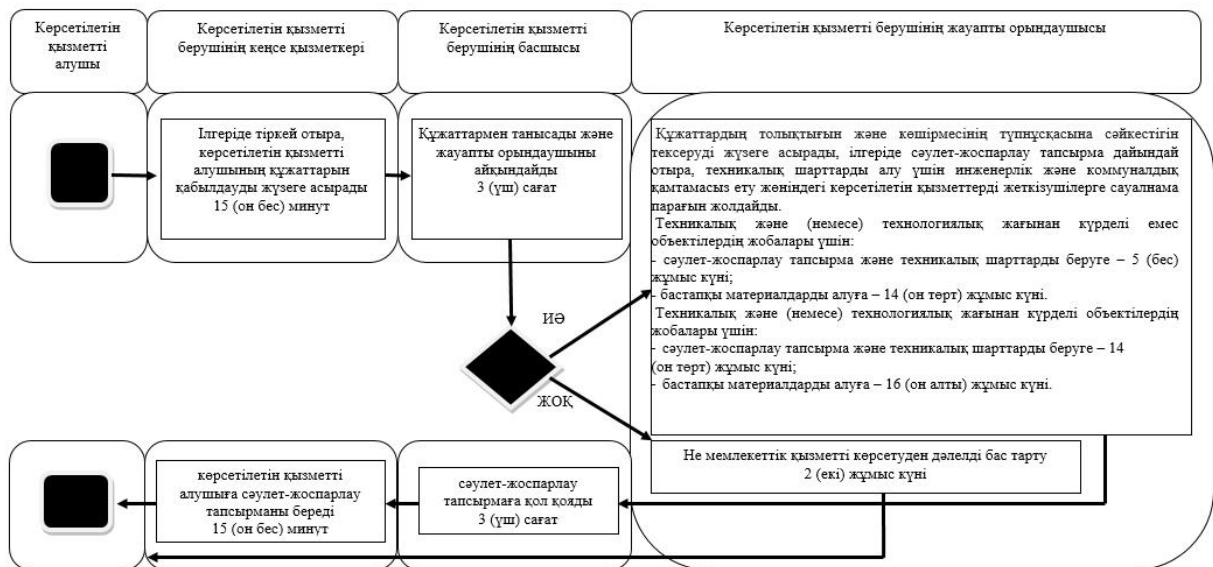 Көрсетілетін
қызметті
алушы
Көрсетілетін қызметті
берушінің кеңсе қызметкері
Көрсетілетін қызметті
берушінің басшысы
Көрсетілетін қызметті берушінің жауапты орындаушысы
Ілгеріде тіркей отыра,
көрсетілетін қызметті
алушының құжаттарын
қабылдауды жүзеге асырады
15 (он бес) минут
Құжаттармен танысады және
жауапты орындаушыны
айқындайды
3 (үш) сағат
Құжаттардың толықтығын және көшірмесінің түпнұсқасына сәйкестігін
тексеруді жүзеге асырады, ілгеріде сәулет-жоспарлау тапсырма дайындай
отыра, техникалық шарттарды алу үшін инженерлік және коммуналдық
қамтамасыз ету жөніндегі көрсетілетін қызметтерді жеткізушілерге сауалнама
парағын жолдайды.
Техникалық және (немесе) технологиялық жағынан күрделі емес
объектілердің жобалары үшін:
- сәулет-жоспарлау тапсырма және техникалық шарттарды беруге – 5 (бес)
жұмыс күні;
- бастапқы материалдарды алуға – 14 (он төрт) жұмыс күні.
Техникалық және (немесе) технологиялық жағынан күрделі объектілердің
жобалары үшін:
- сәулет-жоспарлау тапсырма және техникалық шарттарды беруге – 14
(он төрт) жұмыс күні;
- бастапқы материалдарды алуға – 16 (он алты) жұмыс күні.
ИӘ
ЖОҚ
Не мемлекеттік қызметті көрсетуден дәлелді бас тарту
2 (екі) жұмыс күні
көрсетілетін қызметті
алушыға сәулет-жоспарлау
тапсырманы береді
15 (он бес) минут
сәулет-жоспарлау
тапсырмаға қол қояды
3 (үш) сағат